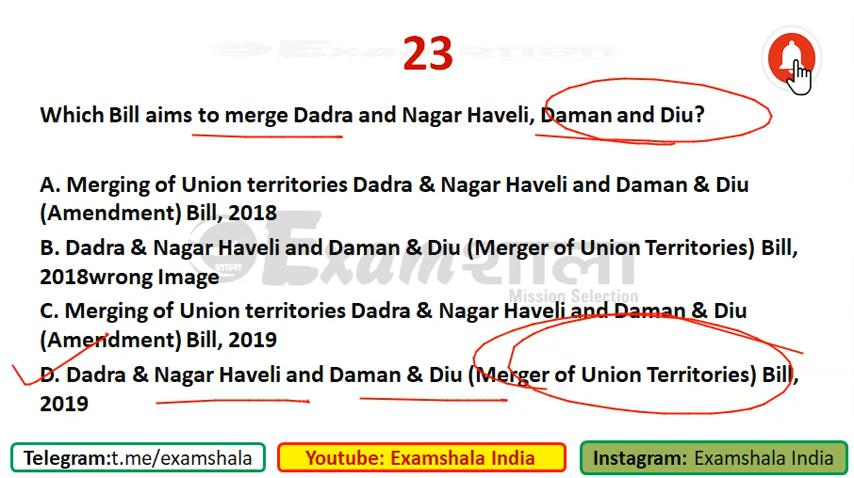 23
Which Bill aims to merge Dadra and Nagar Haveli, Daman and Diu?
A. Merging of Union territories Dadra & Nagar Haveli and Daman & Diu
(Amendment) Bill, 2018
B. Dadra & Nagar Haveli and Daman & Diu (Merger of Union Territories) Bill,
2018wrong Image
C. Merging of Union territories Dadra & Nagar Haveli and Daman & Diu
(Amendment) Bill, 2019
D. Dadra & Nagar Haveli and Daman & Diu (Merger of Union Territories) Bill,
2019
शाला Examशाला
Mission Selection
Telegram:t.me/examshala
Youtube: Examshala India
Instagram: Examshala India